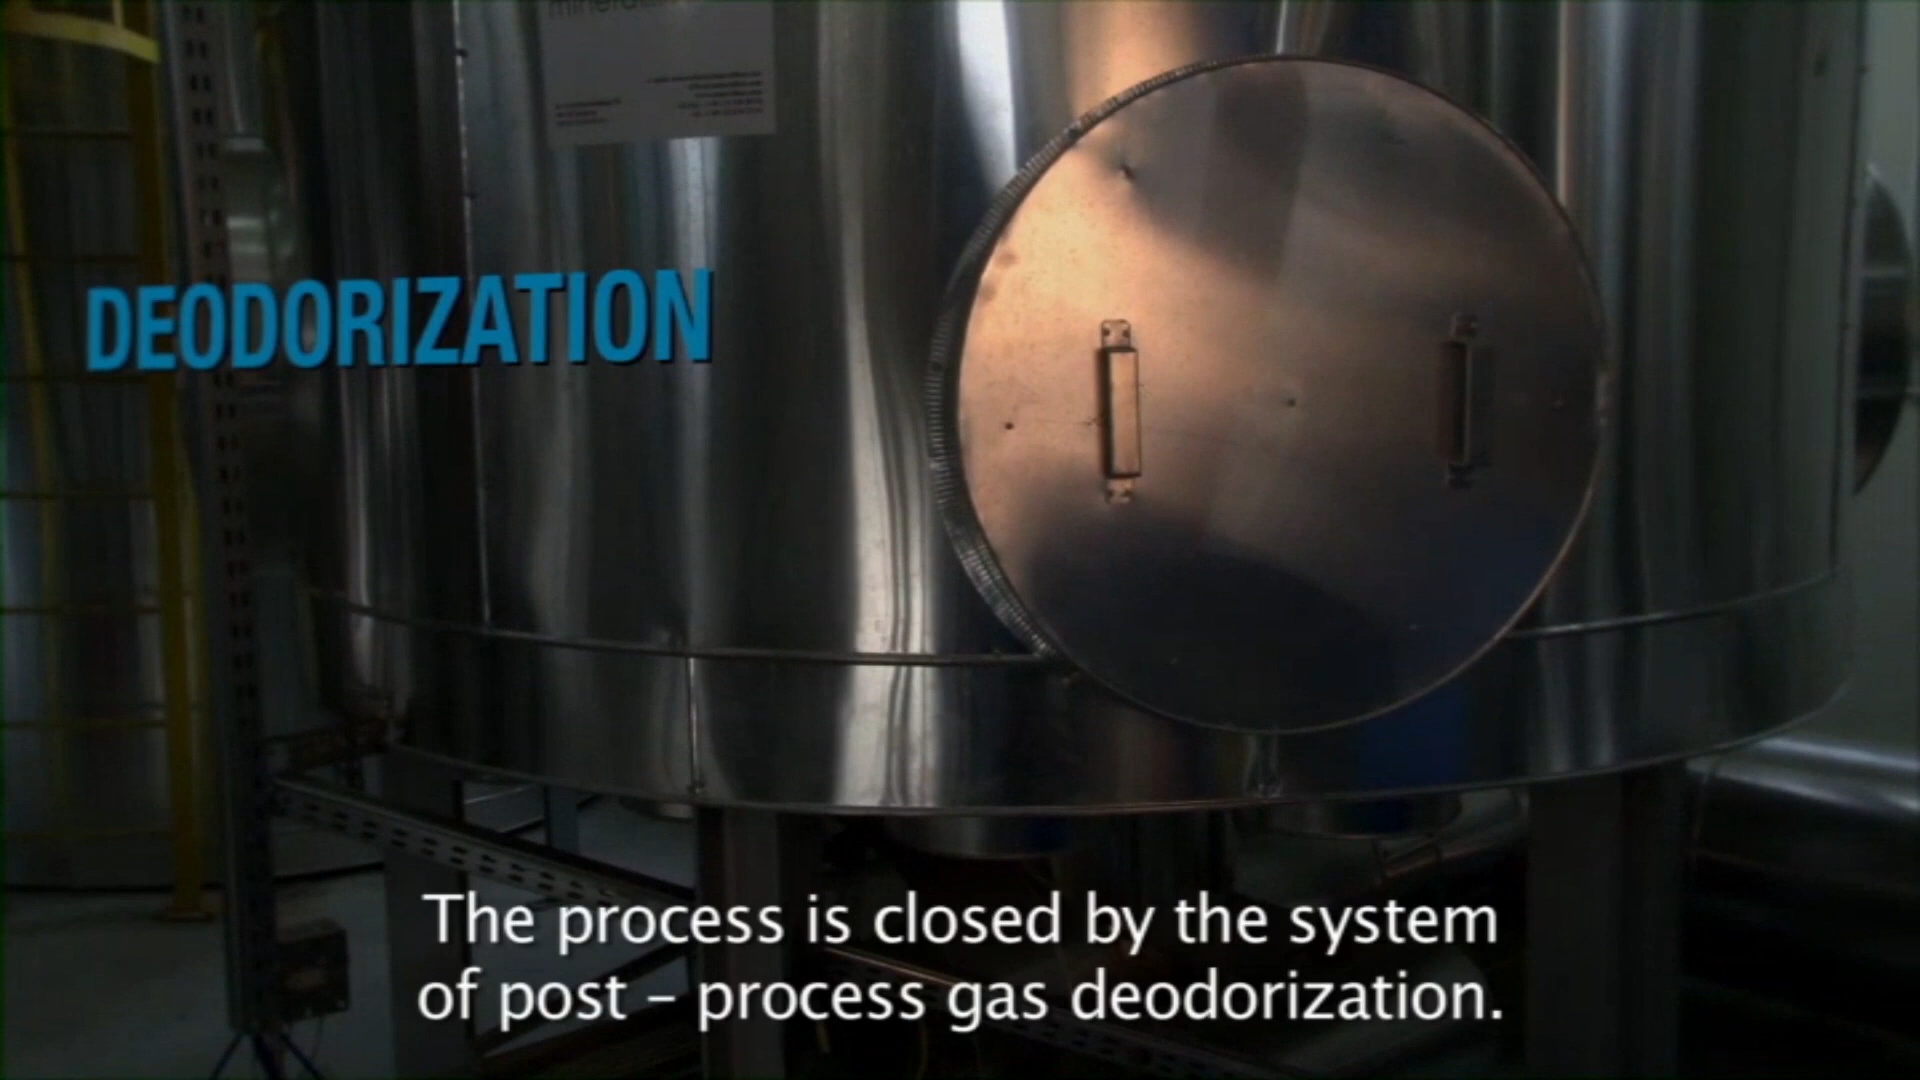 DEODORIZATION
The process is closed by the system
of post – process gas deodorization.